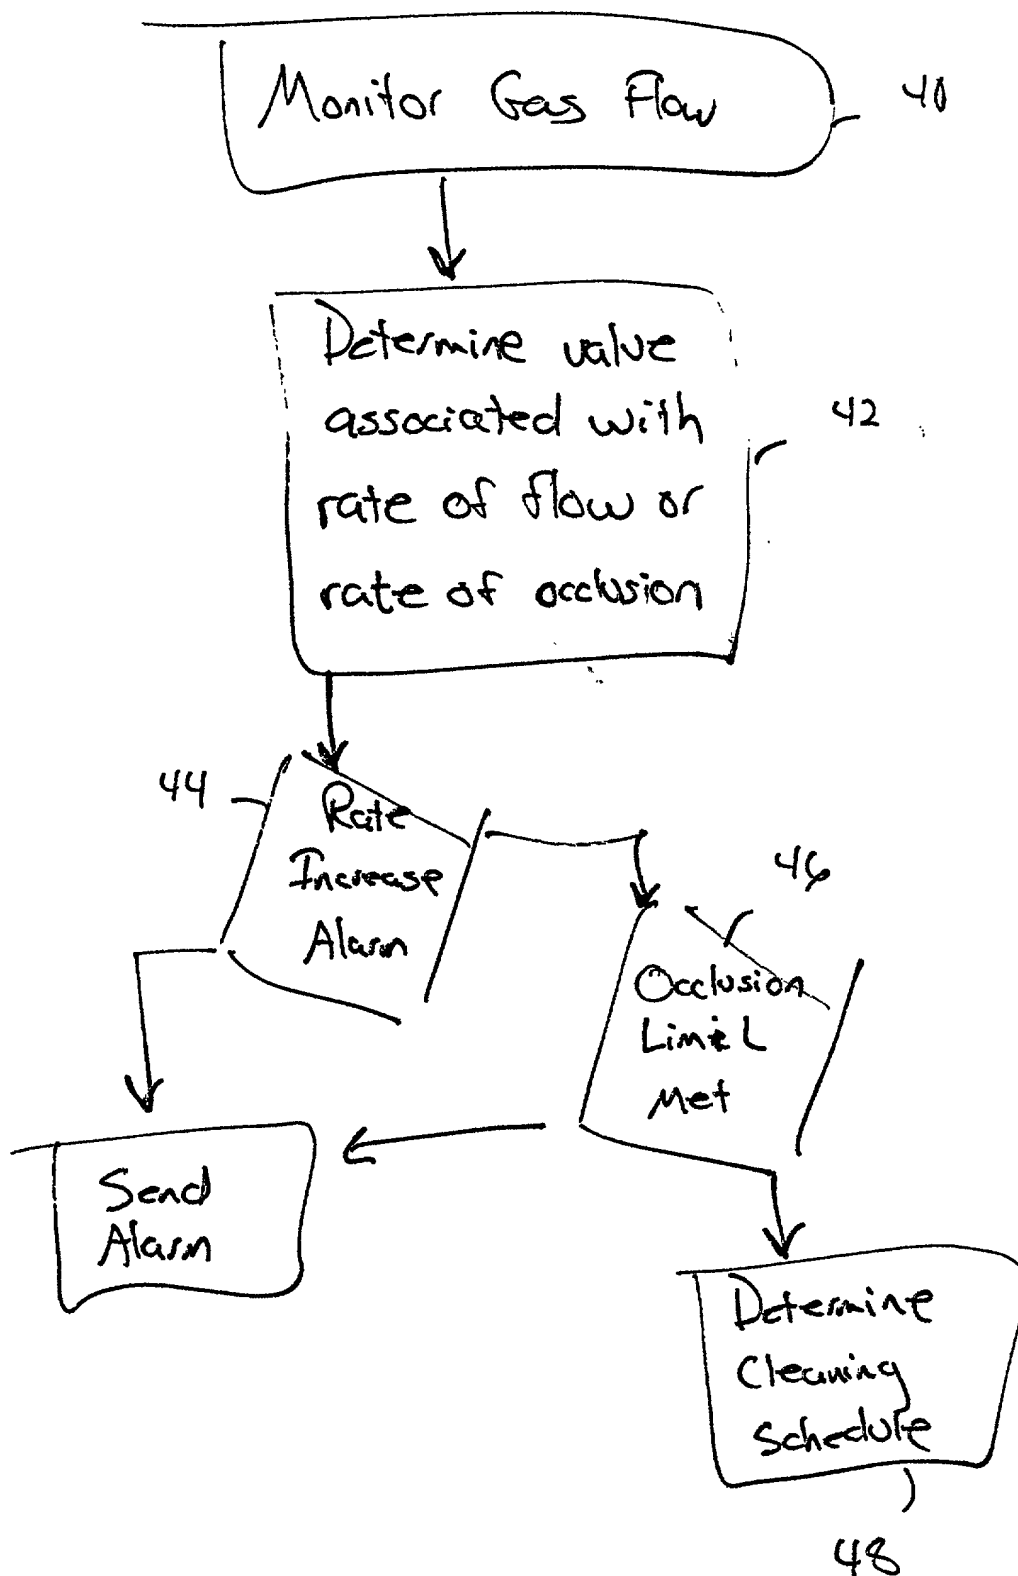 Monitor Gas Flow
40
Determine value
associated with
rate of flow or
rate of occlusion
42
44
Rate
Increase
Alarm
46
Occlusion
Limit
Met
Send
Alarm
Determine
Cleaning
Schedule
48